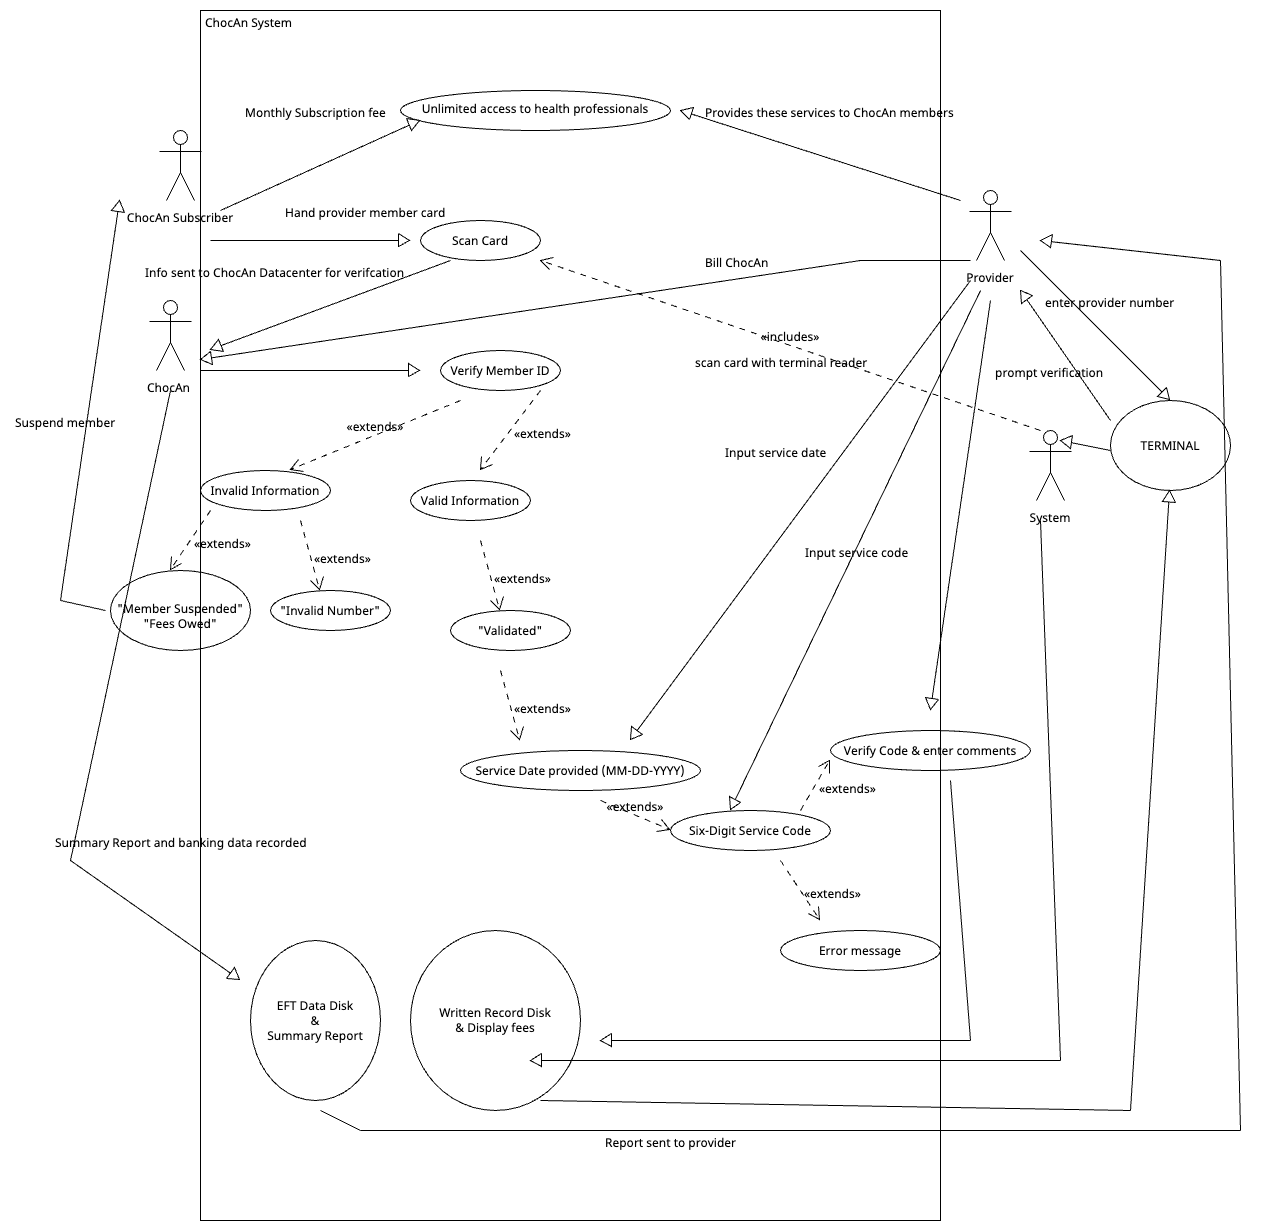 ChocAn System
Unlimited access to health professionals
Monthly Subscription fee
Provides these services to ChocAn members
ChocAn Subscriber
Hand provider member card
Scan Card
Info sent to ChocAn Datacenter for verifcation
Bill ChocAn
Provider
enter provider number
«includes»
scan card with terminal reader
prompt verification
Verify Member ID
ChocAn
Suspend member
«extends»
«extends»
Input service date
TERMINAL
Invalid Information
Valid Information
System
«extends»
«extends»
Input service code
«extends»
"Member Suspended"
"Fees Owed"
"Invalid Number"
"Validated"
«extends»
Verify Code & enter comments
Service Date provided (MM-DD-YYYY)
«extends»
«extends»
Six-Digit Service Code
Summary Report and banking data recorded
«extends»
Error message
EFT Data Disk
&
Summary Report
Written Record Disk
& Display fees
Report sent to provider